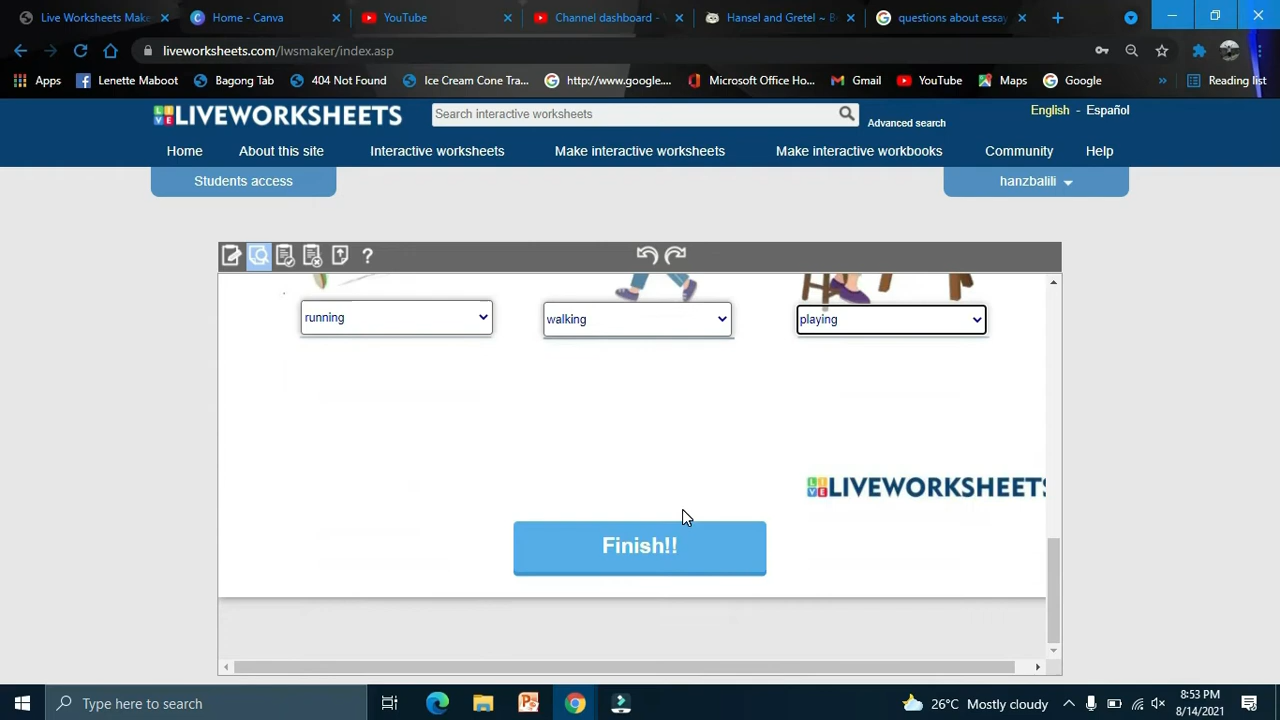 Live Worksheets Make
Home - Canva
YouTube
Channel dashboard -
Hansel and Gretel ~ B
questions about essay
liveworksheets.com/lwsmaker/index.asp
Apps
Lenette Maboot
Bagong Tab
404 Not Found
Ice Cream Cone Tra...
http://www.google....
Microsoft Office Ho...
Gmail
YouTube
Maps
Google
»
Reading list
LIVEWORKSHEETS
Search interactive worksheets
Advanced search
English - Español
Home
About this site
Interactive worksheets
Make interactive worksheets
Make interactive workbooks
Community
Help
Students access
hanzbalili
?
running
walking
playing
LIVEWORKSHEETS
Finish!!
Type here to search
26°C Mostly cloudy
8:53 PM
8/14/2021